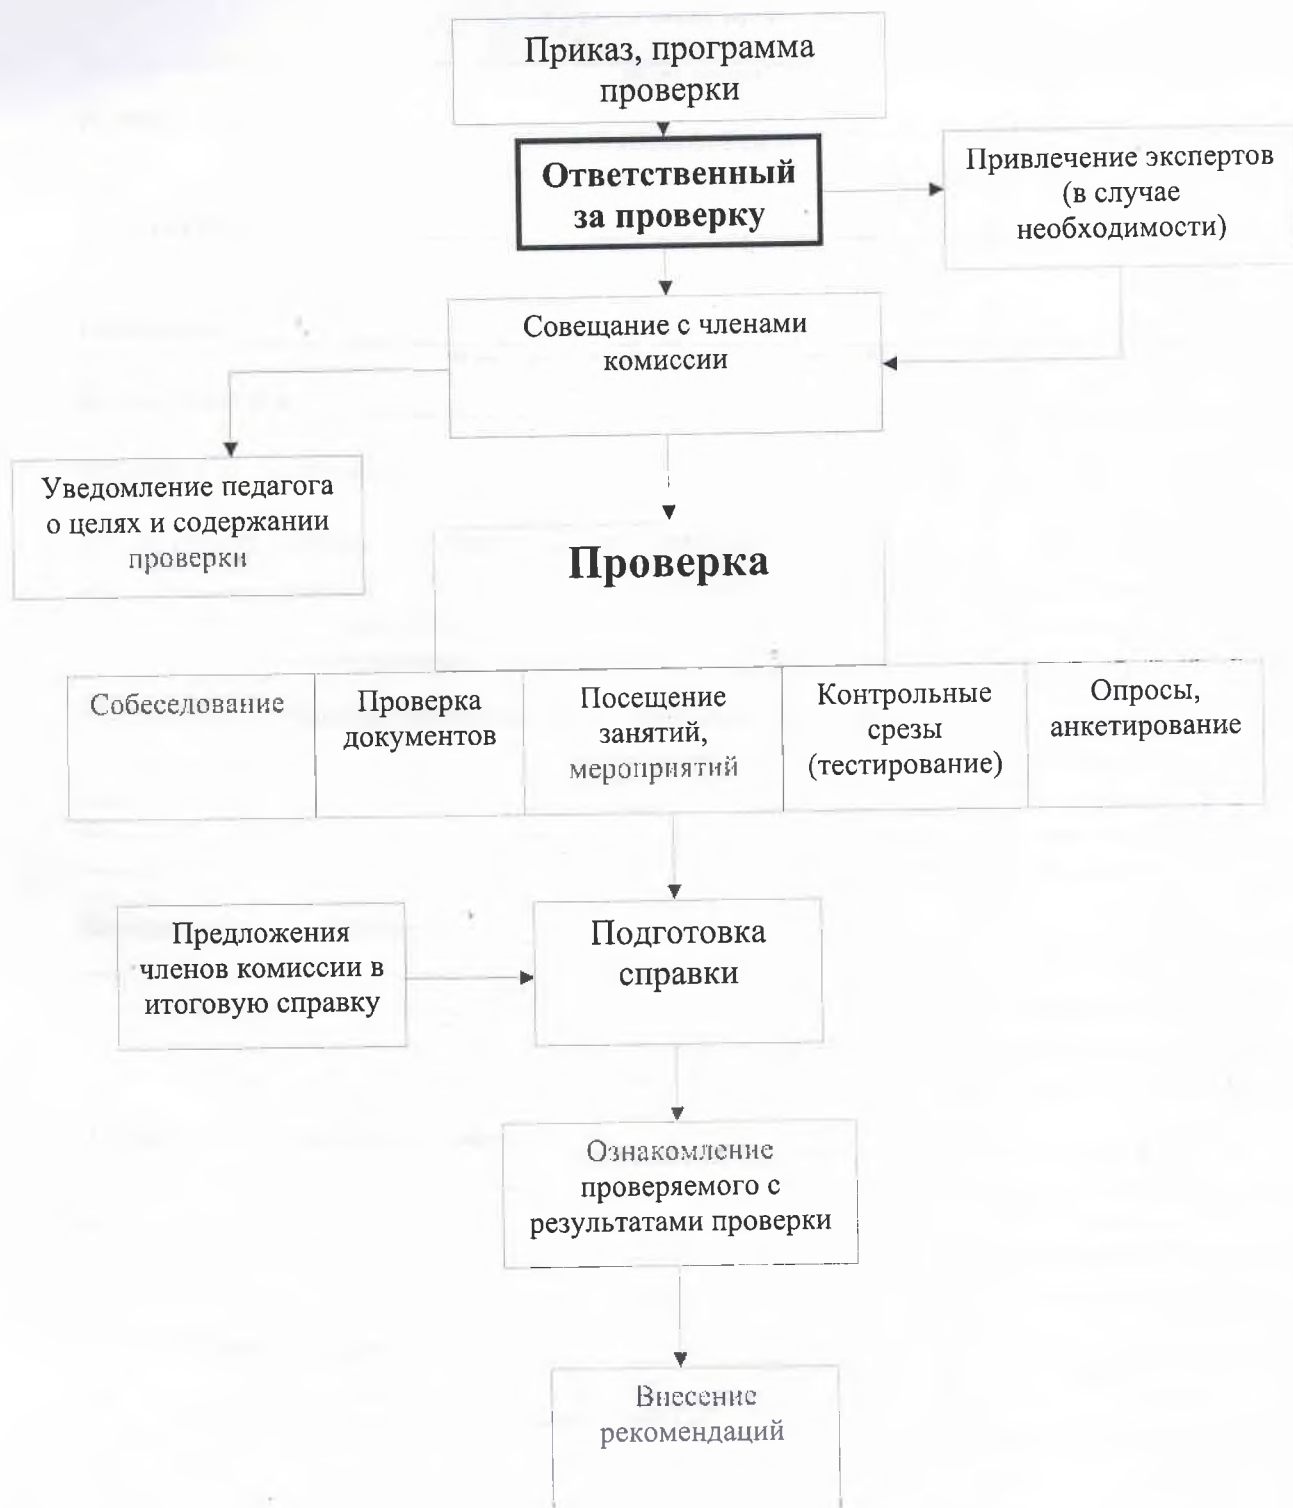 Приказ, программа
проверки
Ответственный
за проверку
Привлечение экспертов
(в случае
необходимости)
Совещание с членами
комиссии
Уведомление педагога
о целях и содержании
проверки
Проверка
Собеседование
Проверка
документов
Посещение
занятий,
мероприятий
Контрольные
срезы
(тестирование)
Опросы,
анкетирование
Предложения
членов комиссии в
итоговую справку
Подготовка
справки
Ознакомление
проверяемого с
результатами проверки
Внесение
рекомендаций